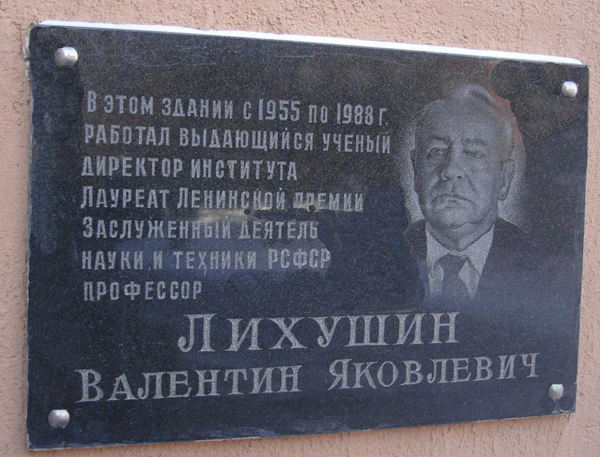 В этом здании с 1955 по 1988 г.
работал выдающийся ученый
директор института
Лауреат Ленинской премии
Заслуженный деятель
науки и техники РСФСР
профессор
Лихушин
Валентин Яковлевич